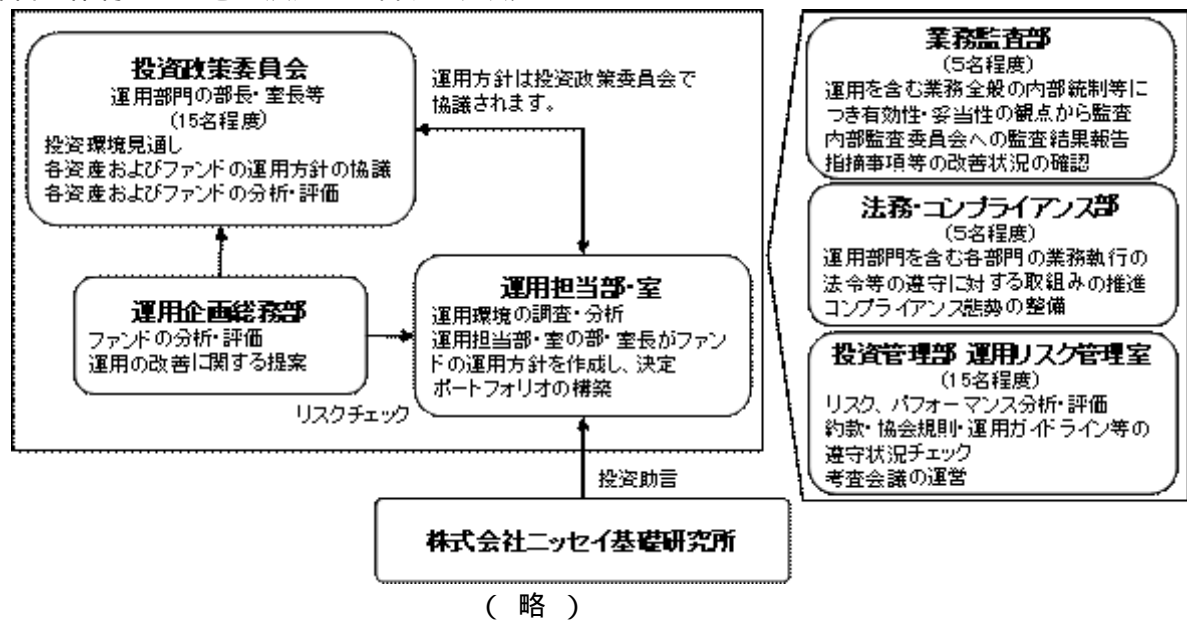 投資政策委員会
運用部門の部長・室長等
(15名程度)
投資環境見通し
各資産およびファンドの運用方針の協議
各資産およびファンドの分析・評価
運用方針は投資政策委員会で
協議されます。
運用企画総務部
ファンドの分析・評価
運用の改善に関する提案
リスクチェック
運用担当部・室
運用環境の調査・分析
運用担当部・室の部・室長がファン
ドの運用方針を作成し、決定
ポートフォリオの構築
投資助言
株式会社ニッセイ基礎研究所
業務監査部
(5名程度)
運用を含む業務全般の内部統制等に
つき有効性・妥当性の観点から監査
内部監査委員会への監査結果報告
指摘事項等の改善状況の確認
法務・コンプライアンス部
(5名程度)
運用部門を含む各部門の業務執行の
法令等の遵守に対する取組みの推進
コンプライアンス態勢の整備
投資管理部 運用リスク管理室
(15名程度)
リスク、パフォーマンス分析・評価
約款・協会規則・運用ガイドライン等の
遵守状況チェック
考査会議の運営
( 略 )